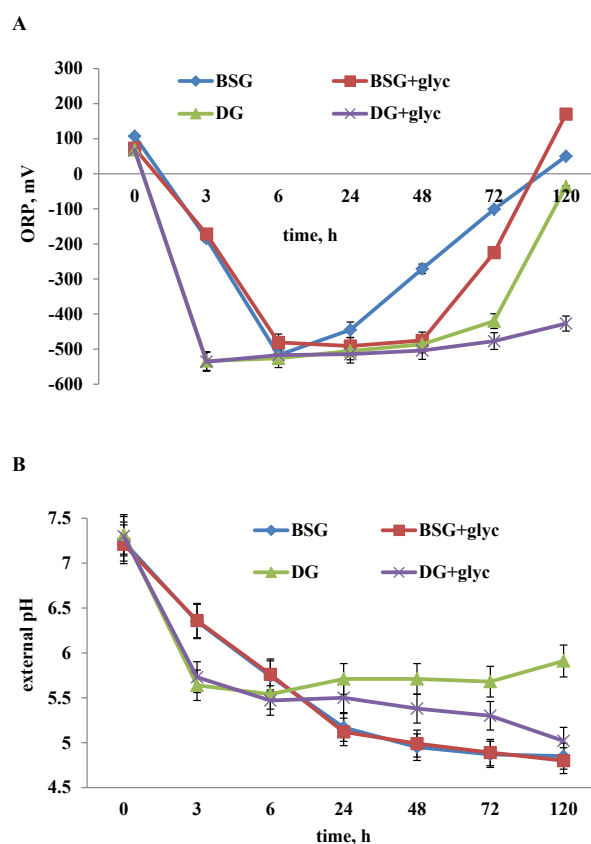 A
300
200
100
0
-100
-200
-300
-400
-500
-600
ORP, mV
BSG
BSG+glyc
DG
DG+glyc
0 3 6 24 48 72 120
time, h
B
7.5
7
6.5
6
5.5
5
4.5
external pH
BSG
BSG+glyc
DG
DG+glyc
0 3 6 24 48 72 120
time, h